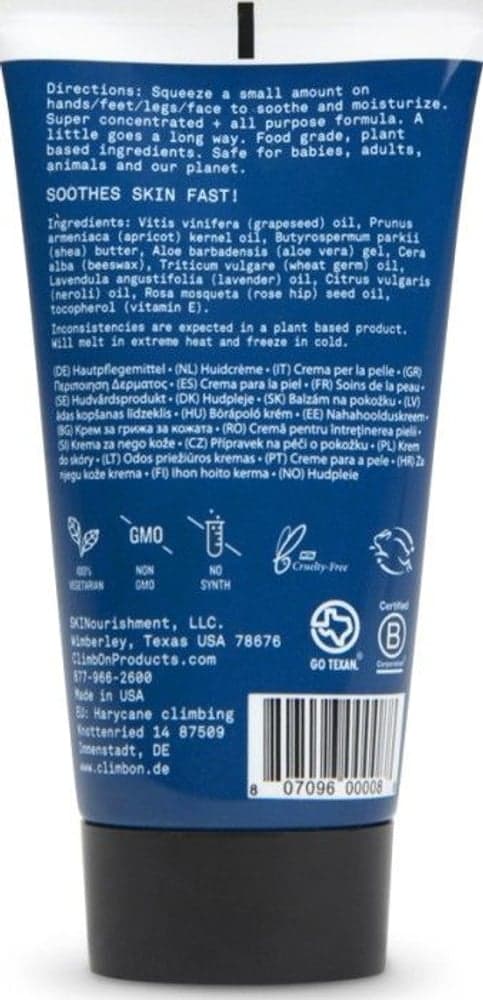 Directions: Squeeze a small amount on
hands/feet/legs/face to soothe and moisturize.
Super concentrated + all purpose formula. A
little goes a long way. Food grade, plant
based ingredients. Safe for babies, adults,
animals and our planet.
SOOTHES SKIN FAST!
Ingredients: Vitis vinifera (grapeseed) oil, Prunus
armeniaca (apricot) kernel oil, Butyrospermum parkii
(shea) butter, Aloe barbadensis (aloe vera) gel, Cera
alba (beeswax), Triticum vulgare (wheat germ) oil,
Lavendula angustifolia (lavender) oil, Citrus vulgaris
(neroli) oil, Rosa mosqueta (rose hip) seed oil,
tocopherol (vitamin E).
Inconsistencies are expected in a plant based product.
Will melt in extreme heat and freeze in cold.
(DE) Hautpflegemittel • (NL) Huidcrème • (IT) Crema per la pelle • (GR)
Περιποίηση Δερματος • (ES) Crema para la piel • (FR) Soins de la peau •
(SE) Hudvårdsprodukt • (DK) Hudpleje • (SK) Balzám na pokožku • (LV)
ādas kopšanas līdzeklis • (HU) Bőrápoló krém • (EE) Nahahoolduskreem •
(BG) Крем за грижа за кожата • (RO) Cremă pentru întreținerea pielii •
(SI) Krema za nego kože • (CZ) Přípravek na péči o pokožku • (PL) Krem
do skóry • (LT) Odos priežiūros kremas • (PT) Creme para a pele • (HR) Za
njegu kože krema • (FI) Ihon hoito kerma • (NO) Hudpleie
100%
VEGETARIAN
GMO
NON
GMO
NO
SYNTH
Cruelty-Free
SKINourishment, LLC.
Wimberley, Texas USA 78676
ClimbOnProducts.com
877-966-2600
Made in USA
EU: Harycane climbing
Knottenried 14 87509
Immenstadt, DE
www.climbon.de
GO TEXAN.
Certified
B
Corporation
8 07096 00008